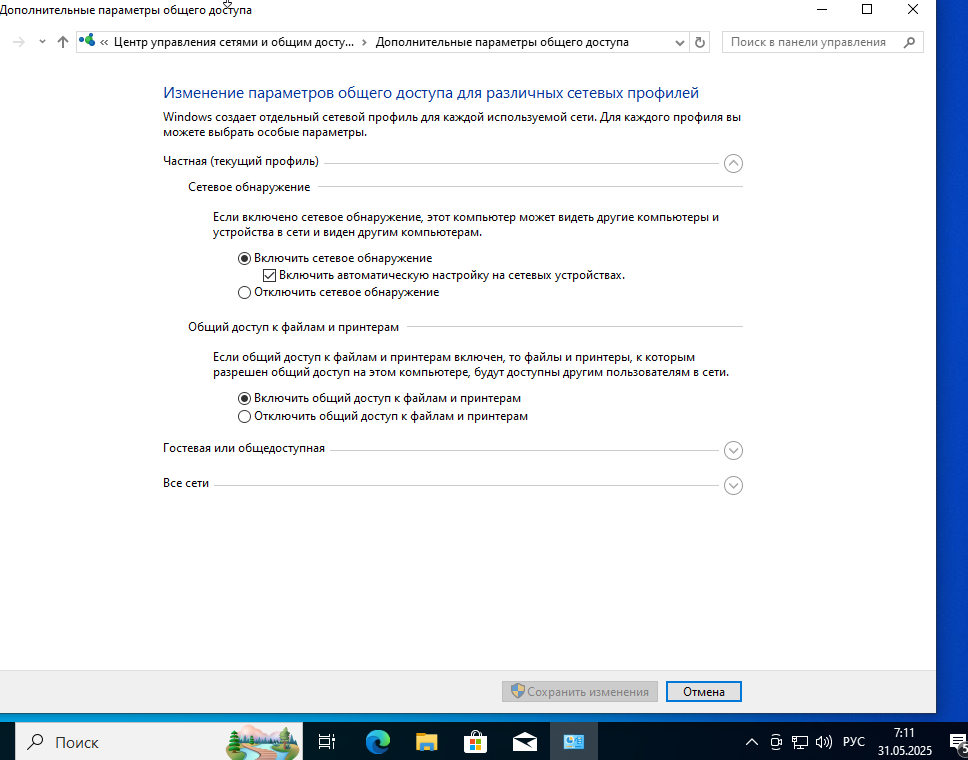 Дополнительные параметры общего доступа
« Центр управления сетями и общим досту... › Дополнительные параметры общего доступа
Поиск в панели управления
Изменение параметров общего доступа для различных сетевых профилей
Windows создает отдельный сетевой профиль для каждой используемой сети. Для каждого профиля вы
можете выбрать особые параметры.
Частная (текущий профиль)
Сетевое обнаружение
Если включено сетевое обнаружение, этот компьютер может видеть другие компьютеры и
устройства в сети и виден другим компьютерам.
Включить сетевое обнаружение
Включить автоматическую настройку на сетевых устройствах.
Отключить сетевое обнаружение
Общий доступ к файлам и принтерам
Если общий доступ к файлам и принтерам включен, то файлы и принтеры, к которым
разрешен общий доступ на этом компьютере, будут доступны другим пользователям в сети.
Включить общий доступ к файлам и принтерам
Отключить общий доступ к файлам и принтерам
Гостевая или общедоступная
Все сети
Сохранить изменения
Отмена
Поиск
РУС
7:11
31.05.2025
5